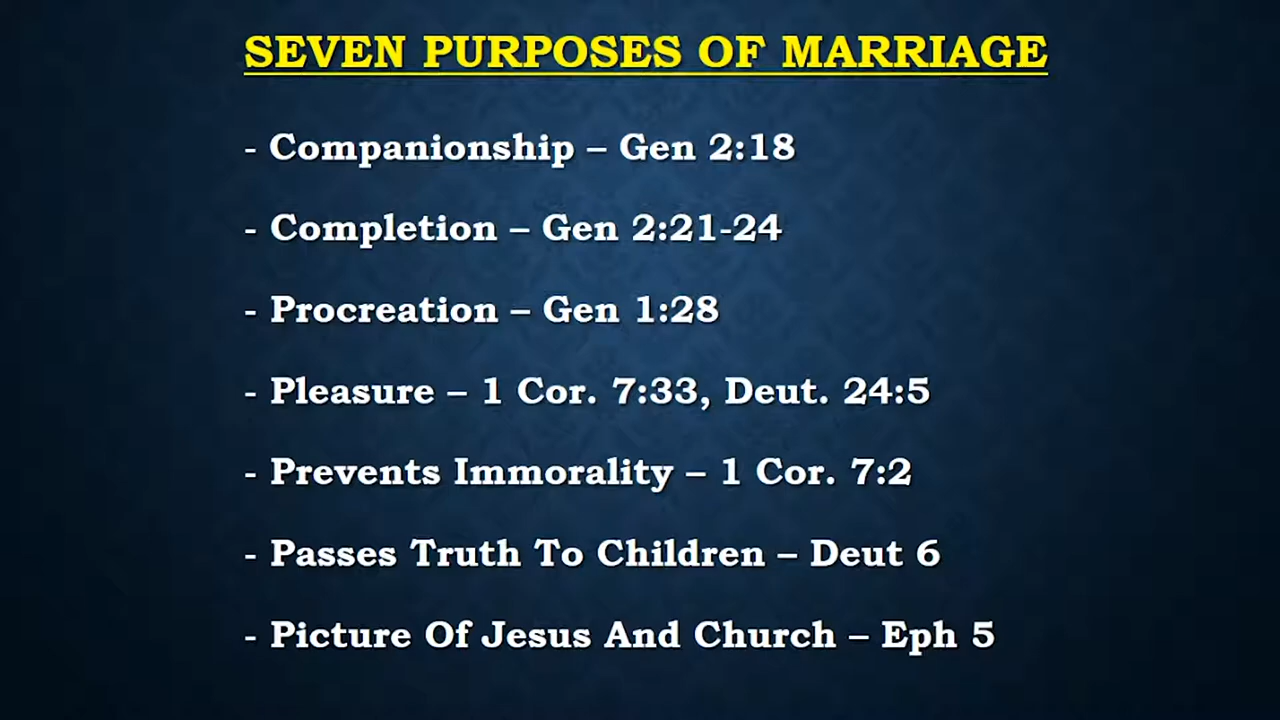 SEVEN PURPOSES OF MARRIAGE
- Companionship – Gen 2:18
- Completion – Gen 2:21-24
- Procreation – Gen 1:28
- Pleasure – 1 Cor. 7:33, Deut. 24:5
- Prevents Immorality – 1 Cor. 7:2
- Passes Truth To Children – Deut 6
- Picture Of Jesus And Church – Eph 5